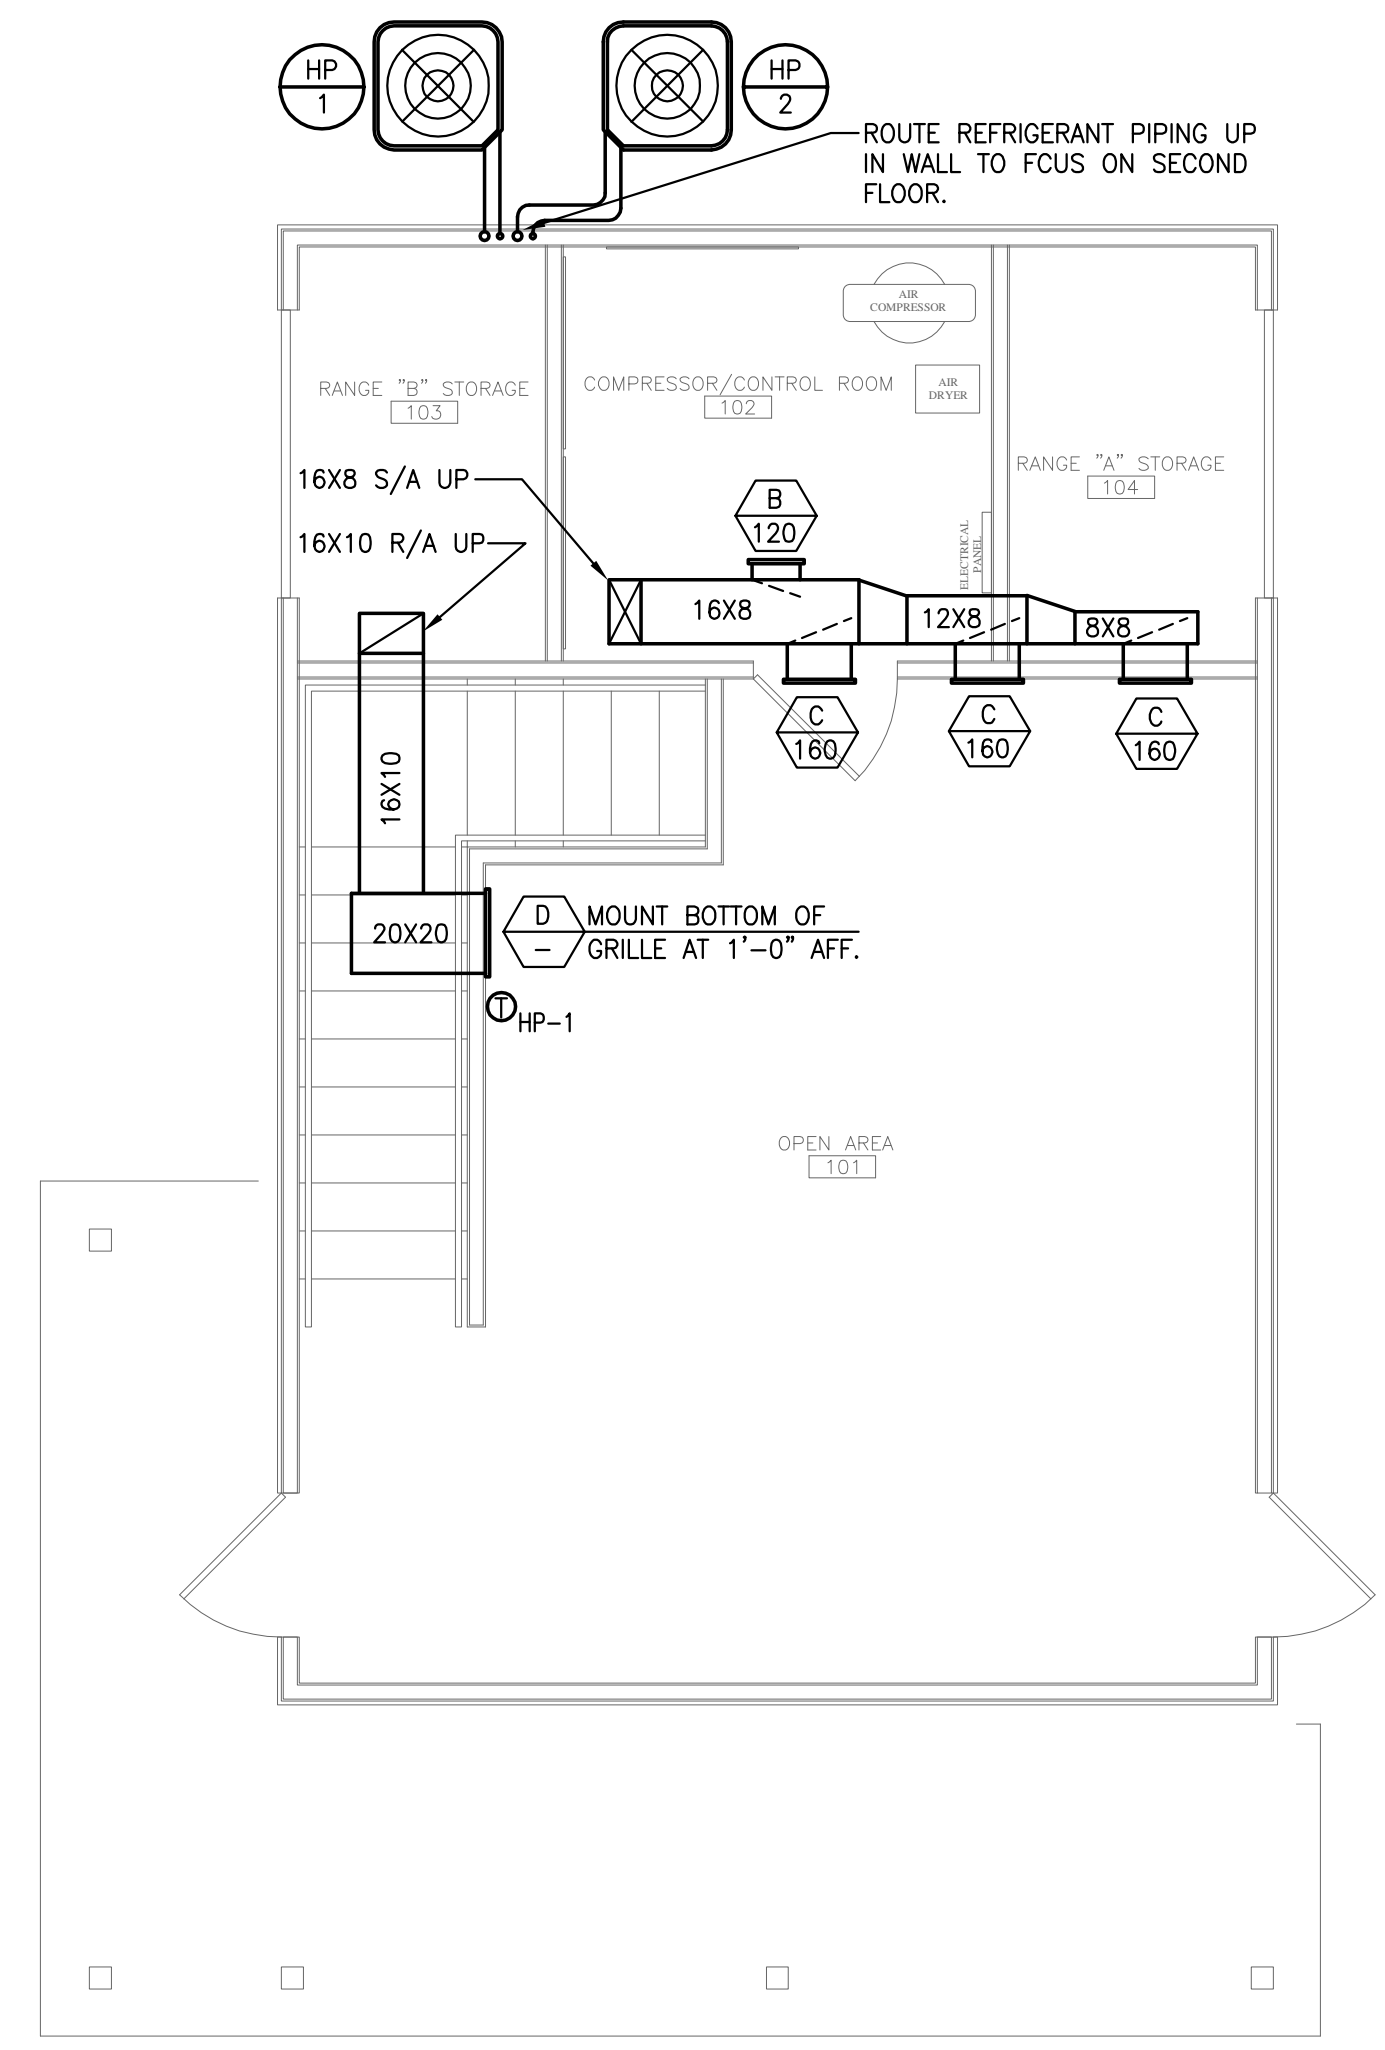 HP
1
HP
2
ROUTE REFRIGERANT PIPING UP
IN WALL TO FCUS ON SECOND
FLOOR.
AIR
COMPRESSOR
RANGE "B" STORAGE
103
COMPRESSOR/CONTROL ROOM
102
AIR
DRYER
RANGE "A" STORAGE
104
16X8 S/A UP
16X10 R/A UP
B
120
ELECTRICAL
PANEL
16X8
12X8
8X8
C
160
C
160
C
160
16X10
20X20
D
-
MOUNT BOTTOM OF
GRILLE AT 1'-0" AFF.
T
HP-1
OPEN AREA
101